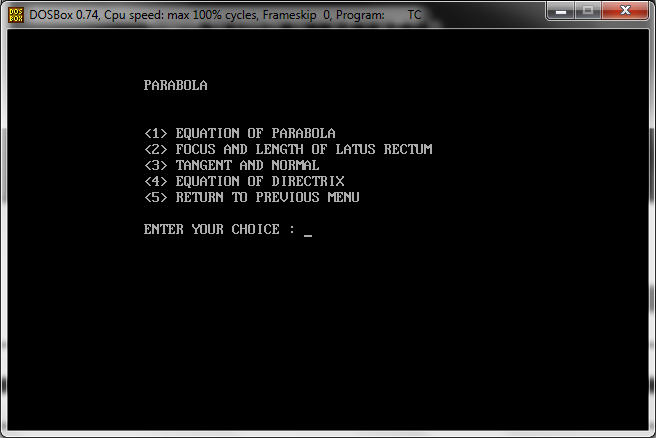 DOSBox 0.74, Cpu speed: max 100% cycles, Frameskip 0, Program: TC
PARABOLA
<1> EQUATION OF PARABOLA
<2> FOCUS AND LENGTH OF LATUS RECTUM
<3> TANGENT AND NORMAL
<4> EQUATION OF DIRECTRIX
<5> RETURN TO PREVIOUS MENU
ENTER YOUR CHOICE : _